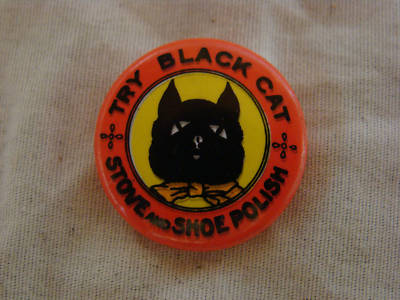 TRY BLACK CAT
STOVE AND SHOE POLISH